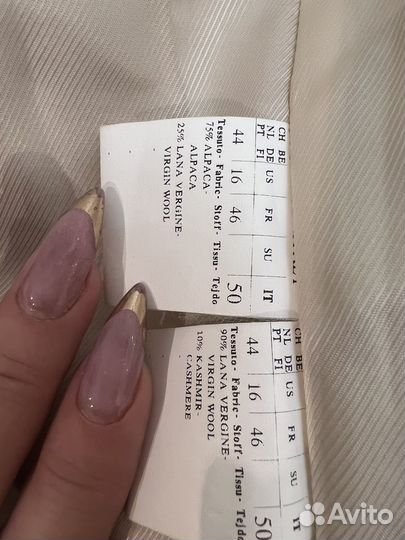 CH BE
NL DE US FR SU IT
PT FI
44 16 46 50
Tessuto- Fabric- Stoff- Tissu- Tejdo
75% ALPACA-
ALPACA
25% LANA VERGINE-
VIRGIN WOOL
CH BE
NL DE US FR SU IT
PT FI
44 16 46 50
Tessuto- Fabric- Stoff- Tissu- Tejdo
90% LANA VERGINE-
VIRGIN WOOL
10% KASHMIR-
CASHMERE
Avito